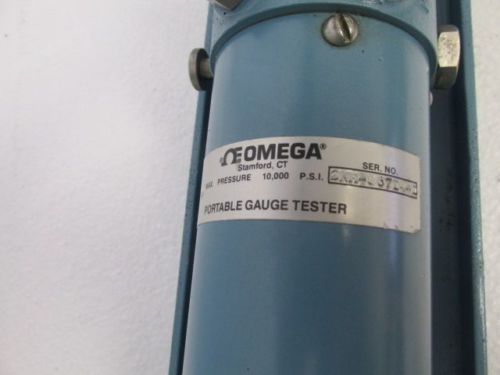 OMEGA®
Stamford, CT
MAX. PRESSURE 10,000 P.S.I.
SER. NO.
PORTABLE GAUGE TESTER